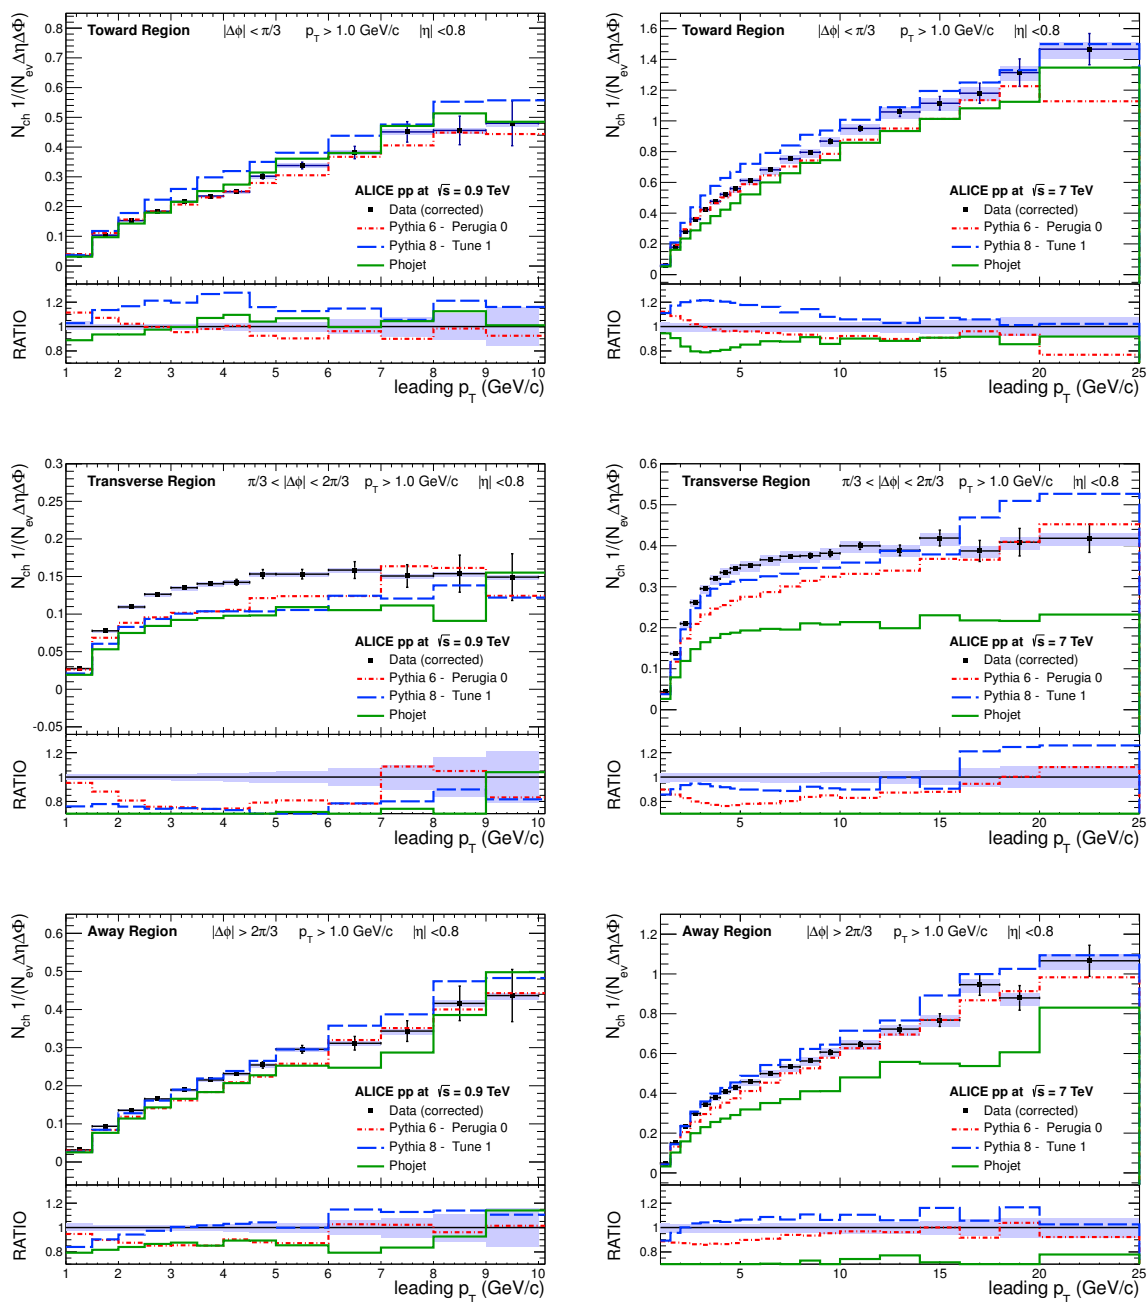 Toward Region |Δϕ| < π/3 p_T > 1.0 GeV/c |η| <0.8
N_ch 1/(N_ev ΔηΔΦ)
0.8
0.7
0.6
0.5
0.4
0.3
0.2
0.1
0
ALICE pp at √s = 0.9 TeV
Data (corrected)
Pythia 6 - Perugia 0
Pythia 8 - Tune 1
Phojet
RATIO
1.2
1
0.8
1 2 3 4 5 6 7 8 9 10
leading p_T (GeV/c)
Toward Region |Δϕ| < π/3 p_T > 1.0 GeV/c |η| <0.8
N_ch 1/(N_ev ΔηΔΦ)
1.6
1.4
1.2
1
0.8
0.6
0.4
0.2
0
ALICE pp at √s = 7 TeV
Data (corrected)
Pythia 6 - Perugia 0
Pythia 8 - Tune 1
Phojet
RATIO
1.2
1
0.8
5 10 15 20 25
leading p_T (GeV/c)
Transverse Region π/3 < |Δϕ| < 2π/3 p_T > 1.0 GeV/c |η| <0.8
N_ch 1/(N_ev ΔηΔΦ)
0.3
0.25
0.2
0.15
0.1
0.05
0
-0.05
ALICE pp at √s = 0.9 TeV
Data (corrected)
Pythia 6 - Perugia 0
Pythia 8 - Tune 1
Phojet
RATIO
1.2
1
0.8
1 2 3 4 5 6 7 8 9 10
leading p_T (GeV/c)
Transverse Region π/3 < |Δϕ| < 2π/3 p_T > 1.0 GeV/c |η| <0.8
N_ch 1/(N_ev ΔηΔΦ)
0.6
0.5
0.4
0.3
0.2
0.1
0
ALICE pp at √s = 7 TeV
Data (corrected)
Pythia 6 - Perugia 0
Pythia 8 - Tune 1
Phojet
RATIO
1.2
1
0.8
5 10 15 20 25
leading p_T (GeV/c)
Away Region |Δϕ| > 2π/3 p_T > 1.0 GeV/c |η| <0.8
N_ch 1/(N_ev ΔηΔΦ)
0.6
0.5
0.4
0.3
0.2
0.1
0
ALICE pp at √s = 0.9 TeV
Data (corrected)
Pythia 6 - Perugia 0
Pythia 8 - Tune 1
Phojet
RATIO
1.2
1
0.8
1 2 3 4 5 6 7 8 9 10
leading p_T (GeV/c)
Away Region |Δϕ| > 2π/3 p_T > 1.0 GeV/c |η| <0.8
N_ch 1/(N_ev ΔηΔΦ)
1.2
1
0.8
0.6
0.4
0.2
0
ALICE pp at √s = 7 TeV
Data (corrected)
Pythia 6 - Perugia 0
Pythia 8 - Tune 1
Phojet
RATIO
1.2
1
0.8
5 10 15 20 25
leading p_T (GeV/c)